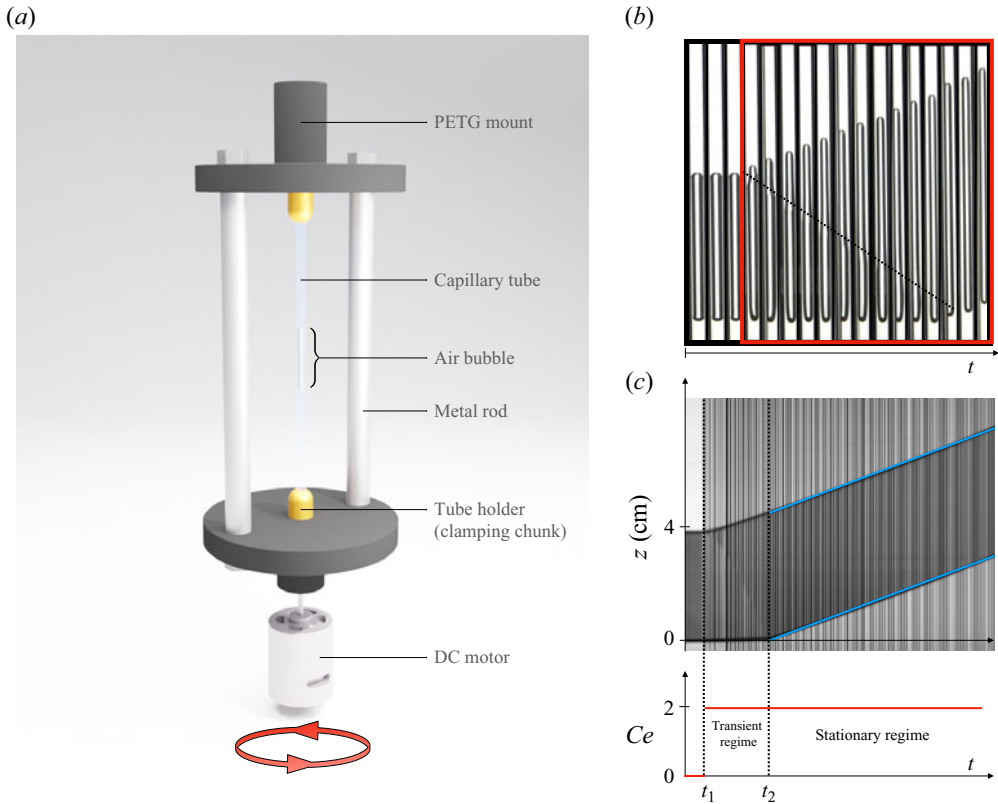 (a)
PETG mount
Capillary tube
Air bubble
Metal rod
Tube holder
(clamping chunk)
DC motor
(b)
t
(c)
z (cm)
4
0
2
Ce
0
Transient
regime
Stationary regime
t
t₁
t₂